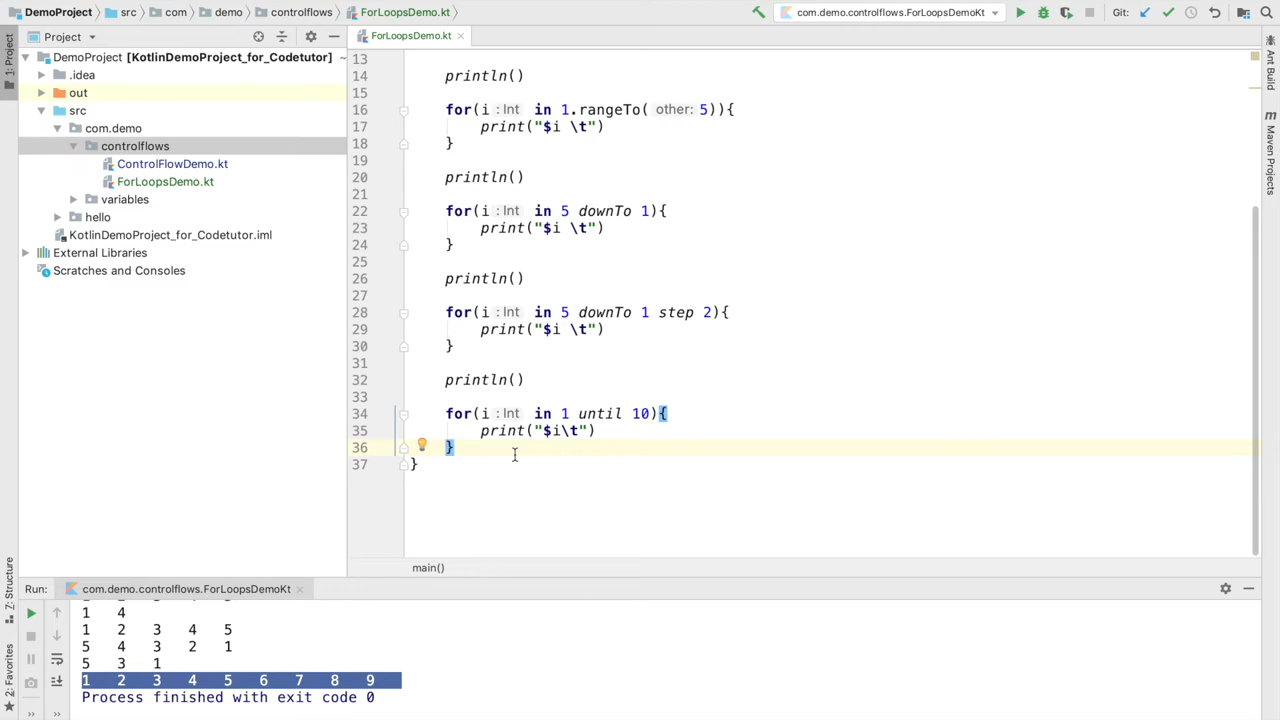 DemoProject src com demo controlflows ForLoopsDemo.kt com.demo.controlflows.ForLoopsDemoKt Git:
1: Project
Project
ForLoopsDemo.kt
DemoProject [KotlinDemoProject_for_Codetutor] ~
.idea
out
src
com.demo
controlflows
ControlFlowDemo.kt
ForLoopsDemo.kt
variables
hello
KotlinDemoProject_for_Codetutor.iml
External Libraries
Scratches and Consoles
13
14 println()
15
16 for(i : Int in 1.rangeTo( other: 5)){
17 print("$i \t")
18 }
19
20 println()
21
22 for(i : Int in 5 downTo 1){
23 print("$i \t")
24 }
25
26 println()
27
28 for(i : Int in 5 downTo 1 step 2){
29 print("$i \t")
30 }
31
32 println()
33
34 for(i : Int in 1 until 10){
35 print("$i\t")
36 }
37 }
main()
Ant Build
Maven Projects
7: Structure
2: Favorites
Run: com.demo.controlflows.ForLoopsDemoKt
1 4
1 2 3 4 5
5 4 3 2 1
5 3 1
1 2 3 4 5 6 7 8 9
Process finished with exit code 0